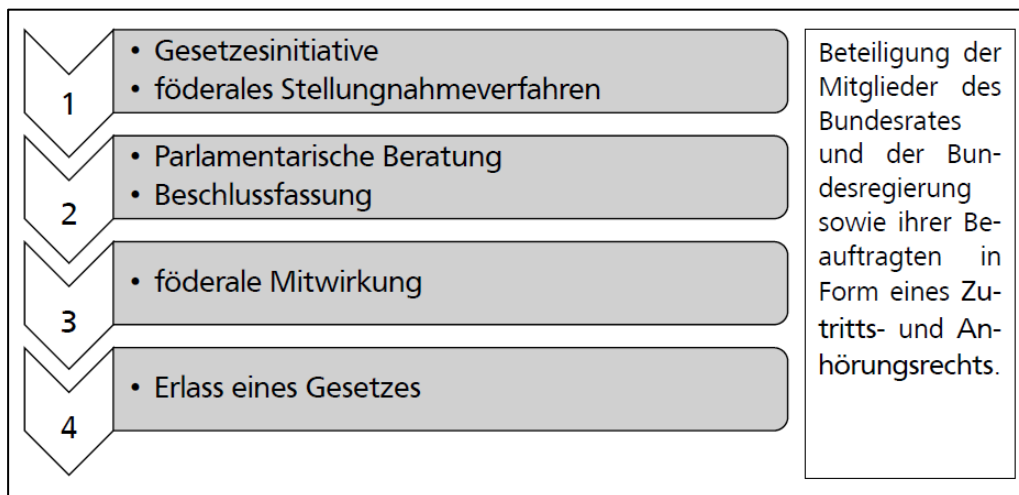 1
• Gesetzesinitiative
• föderales Stellungnahmeverfahren
2
• Parlamentarische Beratung
• Beschlussfassung
3
• föderale Mitwirkung
4
• Erlass eines Gesetzes
Beteiligung der
Mitglieder des
Bundesrates
und der Bun-
desregierung
sowie ihrer Be-
auftragten in
Form eines Zu-
tritts- und An-
hörungsrechts.